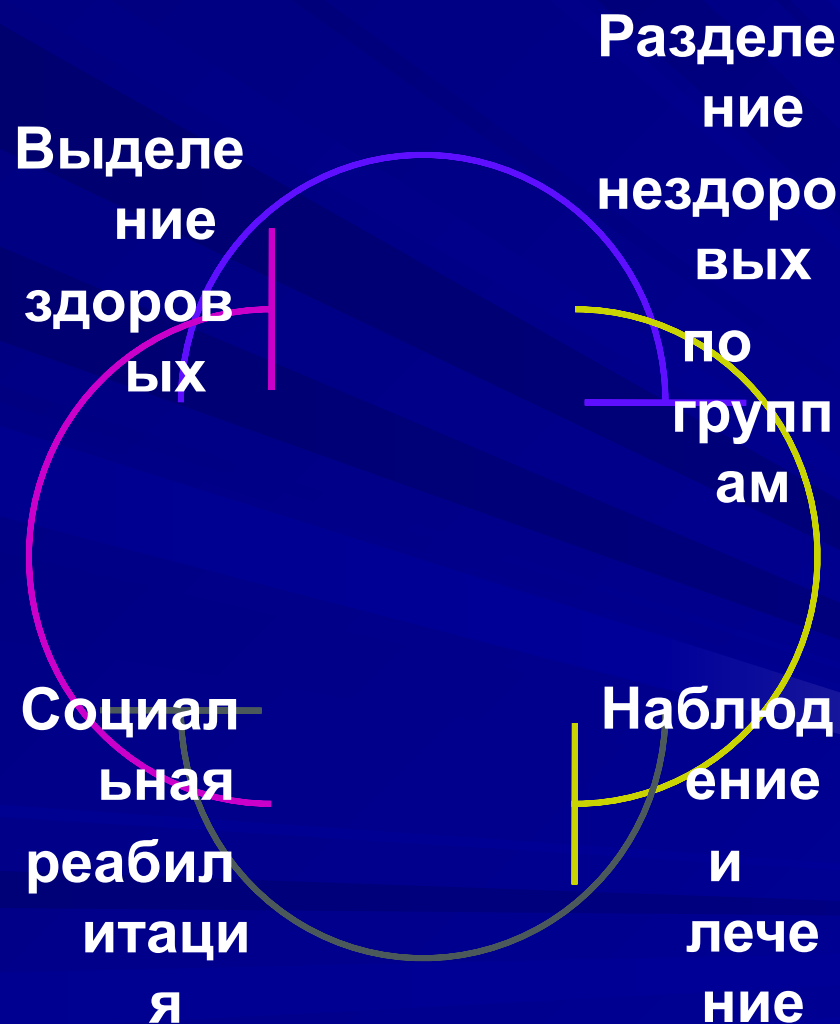 Выделе
ние
здоров
ых
Разделе
ние
нездоро
вых
по
групп
ам
Социал
ьная
реабил
итаци
я
Наблюд
ение
и
лече
ние